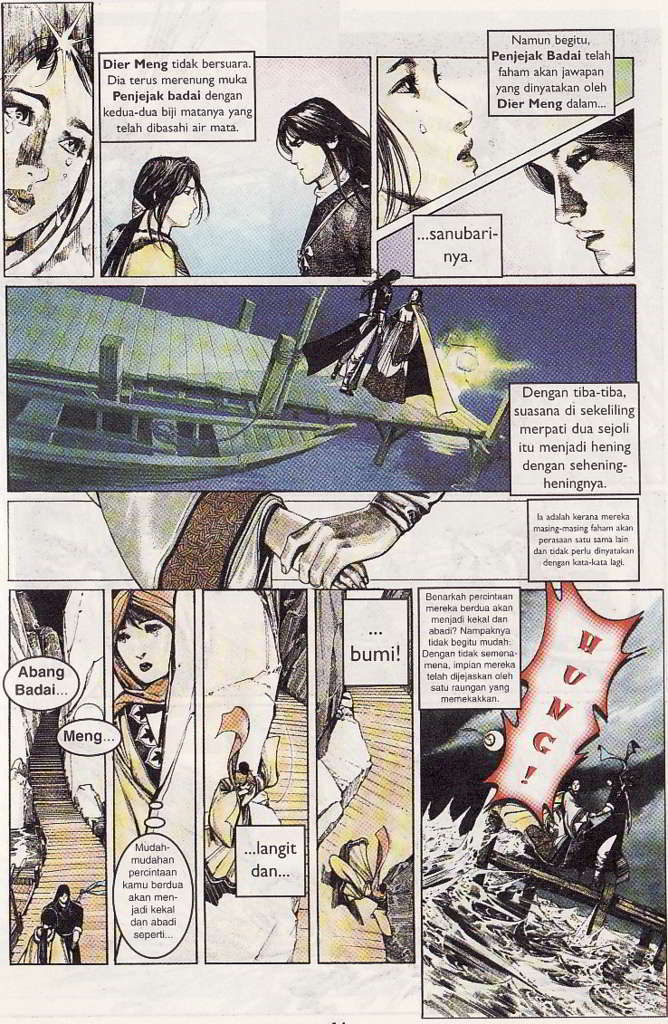 Dier Meng tidak bersuara.
Dia terus merenung muka
Penjejak badai dengan
kedua-dua biji matanya yang
telah dibasahi air mata.
Namun begitu,
Penjejak Badai telah
faham akan jawapan
yang dinyatakan oleh
Dier Meng dalam...
...sanubari-
nya.
Dengan tiba-tiba,
suasana di sekeliling
merpati dua sejoli
itu menjadi hening
dengan sehening-
heningnya.
Ia adalah kerana mereka
masing-masing faham akan
perasaan satu sama lain
dan tidak perlu dinyatakan
dengan kata-kata lagi.
Abang
Badai...
Meng...
Mudah-
mudahan
percintaan
kamu berdua
akan men-
jadi kekal
dan abadi
seperti...
...langit
dan...
...
bumi!
Benarkah percintaan
mereka berdua akan
menjadi kekal dan
abadi? Nampaknya
tidak begitu mudah:
Dengan tidak semena-
mena, impian mereka
telah dijejaskan oleh
satu raungan yang
memekakkan.
HUNG!